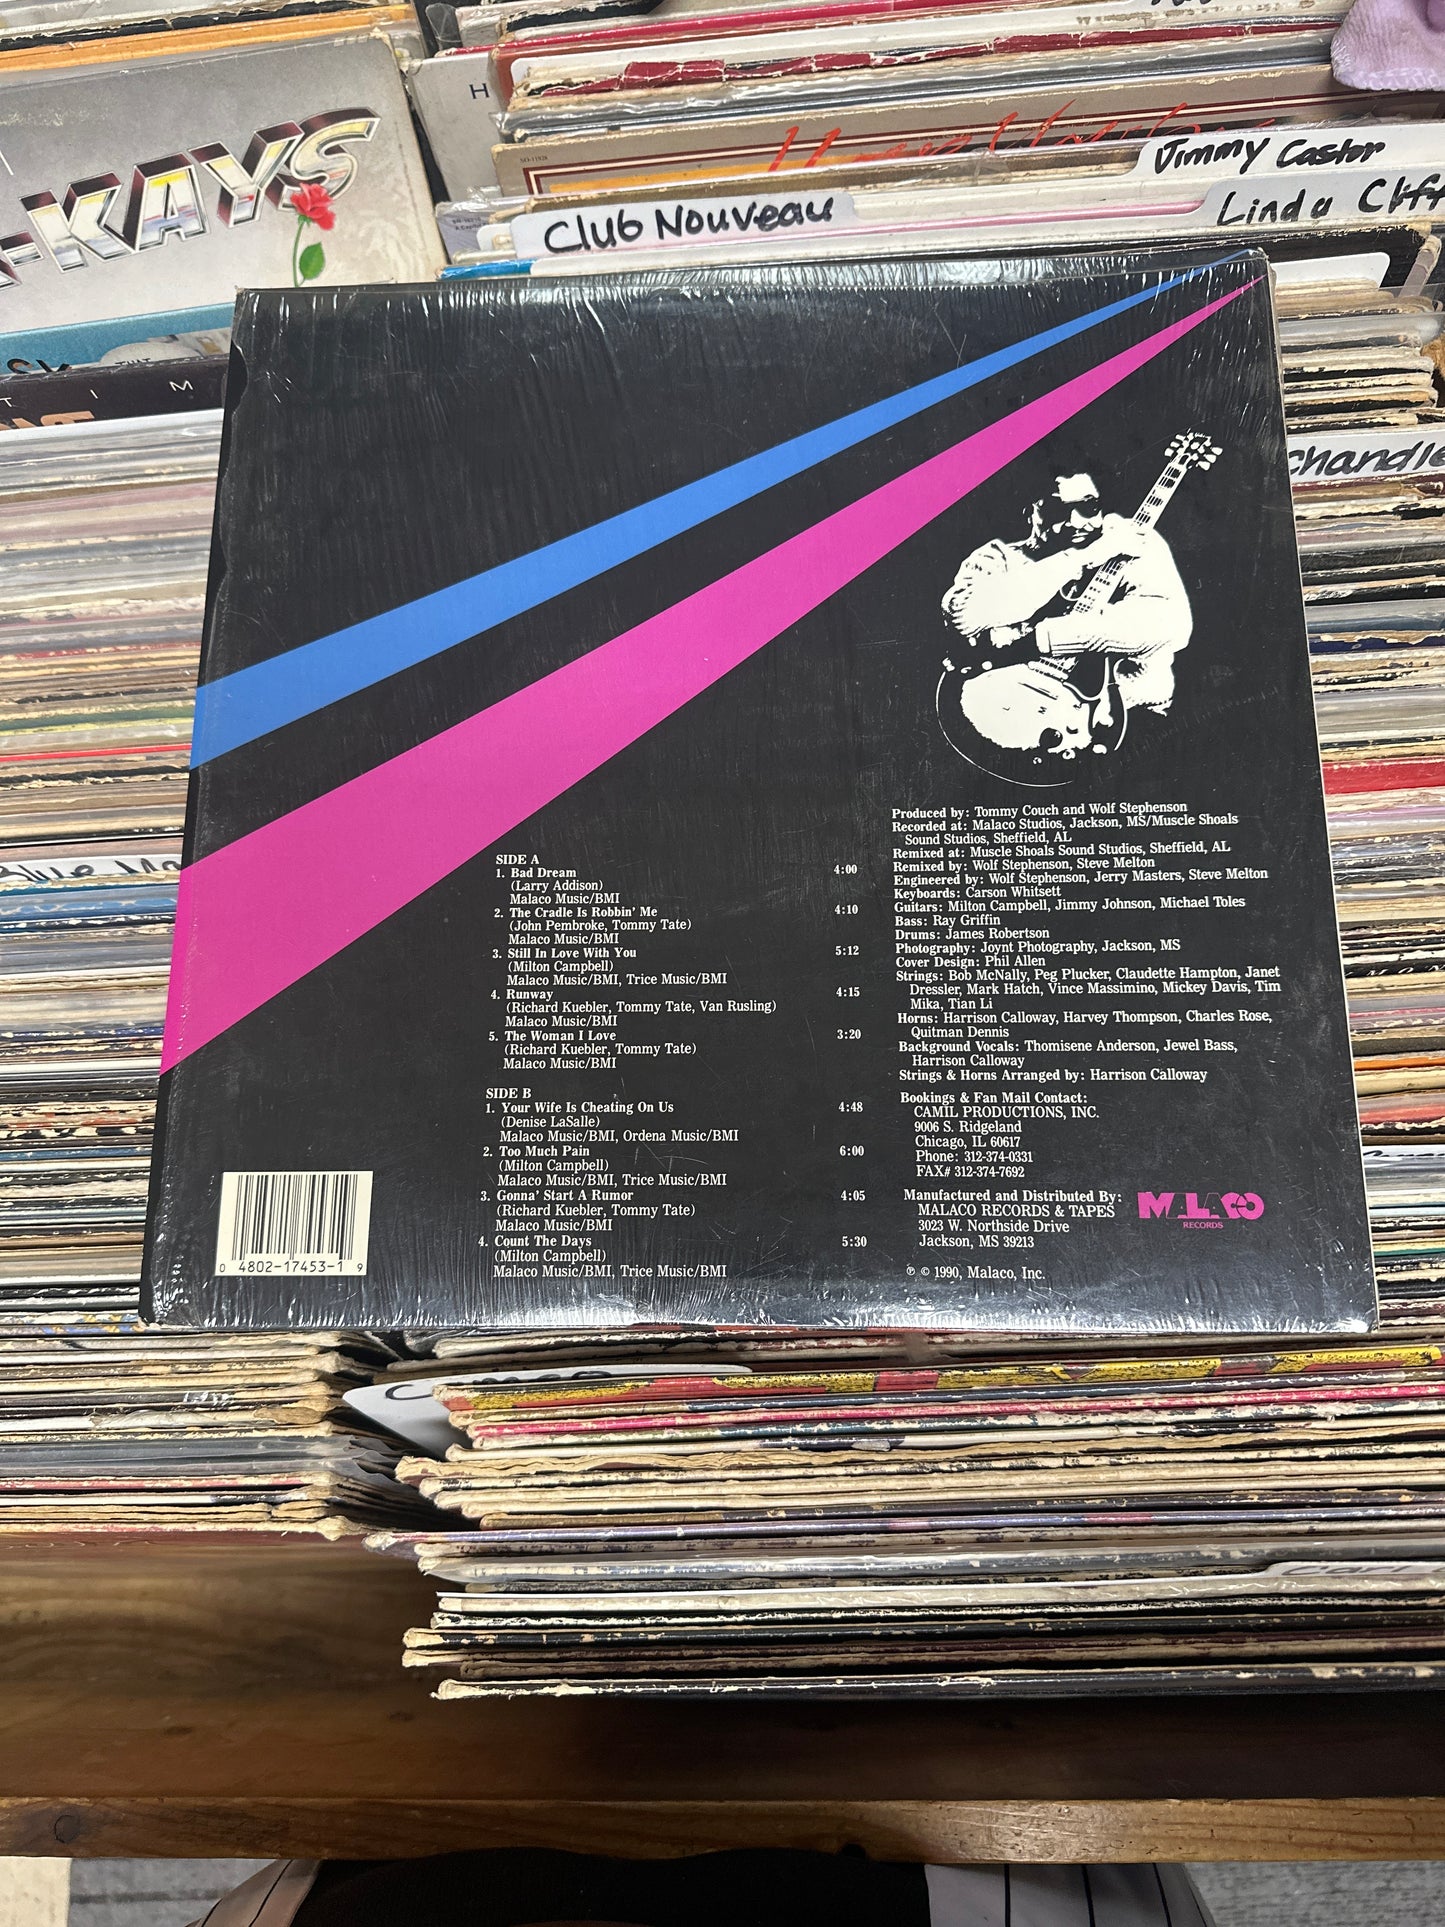 -KAYS
H
SO-11928
Jimmy Castor
Club Nouveau
Linda Clift
T I M
Chandle
Blue Ma
SIDE A
1. Bad Dream 4:00
(Larry Addison)
Malaco Music/BMI
2. The Cradle Is Robbin' Me 4:10
(John Pembroke, Tommy Tate)
Malaco Music/BMI
3. Still In Love With You 5:12
(Milton Campbell)
Malaco Music/BMI, Trice Music/BMI
4. Runway 4:15
(Richard Kuebler, Tommy Tate, Van Rusling)
Malaco Music/BMI
5. The Woman I Love 3:20
(Richard Kuebler, Tommy Tate)
Malaco Music/BMI
SIDE B
1. Your Wife Is Cheating On Us 4:48
(Denise LaSalle)
Malaco Music/BMI, Ordena Music/BMI
2. Too Much Pain 6:00
(Milton Campbell)
Malaco Music/BMI, Trice Music/BMI
3. Gonna' Start A Rumor 4:05
(Richard Kuebler, Tommy Tate)
Malaco Music/BMI
4. Count The Days 5:30
(Milton Campbell)
Malaco Music/BMI, Trice Music/BMI
0 4802-17453-1 9
Produced by: Tommy Couch and Wolf Stephenson
Recorded at: Malaco Studios, Jackson, MS/Muscle Shoals
Sound Studios, Sheffield, AL
Remixed at: Muscle Shoals Sound Studios, Sheffield, AL
Remixed by: Wolf Stephenson, Steve Melton
Engineered by: Wolf Stephenson, Jerry Masters, Steve Melton
Keyboards: Carson Whitsett
Guitars: Milton Campbell, Jimmy Johnson, Michael Toles
Bass: Ray Griffin
Drums: James Robertson
Photography: Joynt Photography, Jackson, MS
Cover Design: Phil Allen
Strings: Bob McNally, Peg Plucker, Claudette Hampton, Janet
Dressler, Mark Hatch, Vince Massimino, Mickey Davis, Tim
Mika, Tian Li
Horns: Harrison Calloway, Harvey Thompson, Charles Rose,
Quitman Dennis
Background Vocals: Thomisene Anderson, Jewel Bass,
Harrison Calloway
Strings & Horns Arranged by: Harrison Calloway
Bookings & Fan Mail Contact:
CAMIL PRODUCTIONS, INC.
9006 S. Ridgeland
Chicago, IL 60617
Phone: 312-374-0331
FAX# 312-374-7692
Manufactured and Distributed By:
MALACO RECORDS & TAPES
3023 W. Northside Drive
Jackson, MS 39213
MALACO
RECORDS
℗ © 1990, Malaco, Inc.